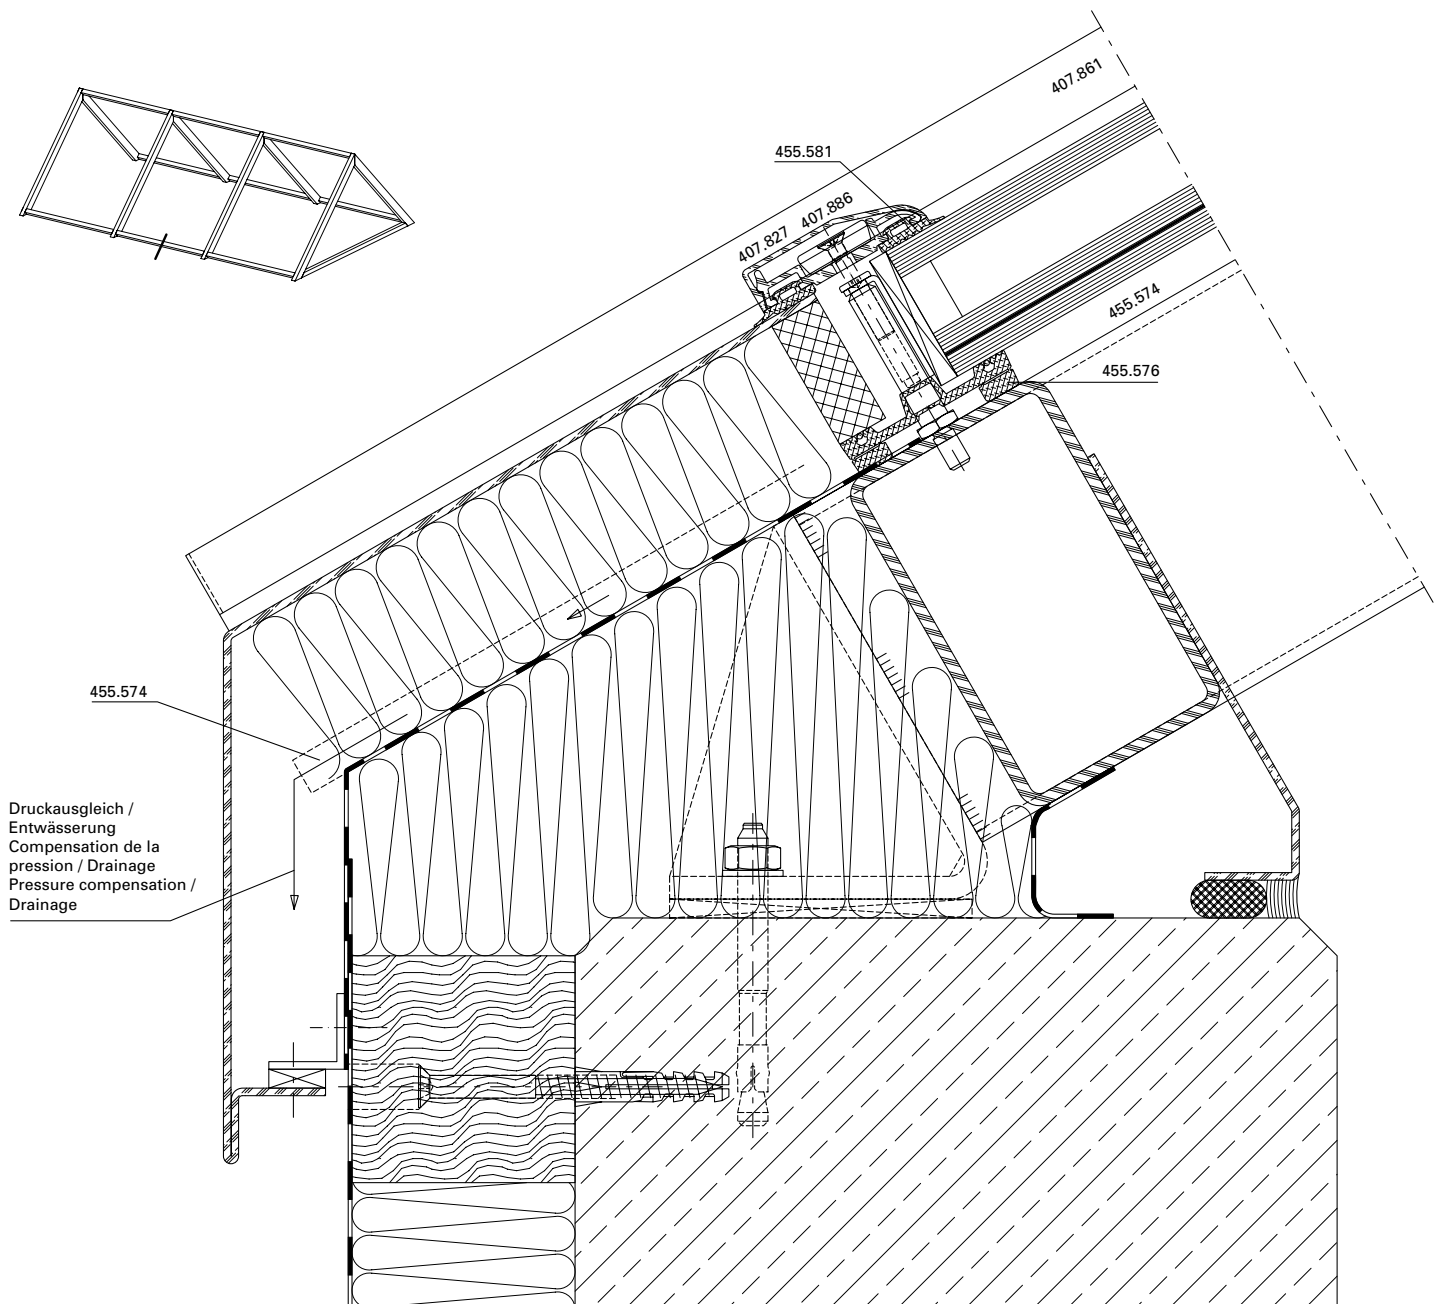 407.861
455.581
407.827 407.886
455.574
455.576
455.574
Druckausgleich /
Entwässerung
Compensation de la
pression / Drainage
Pressure compensation /
Drainage